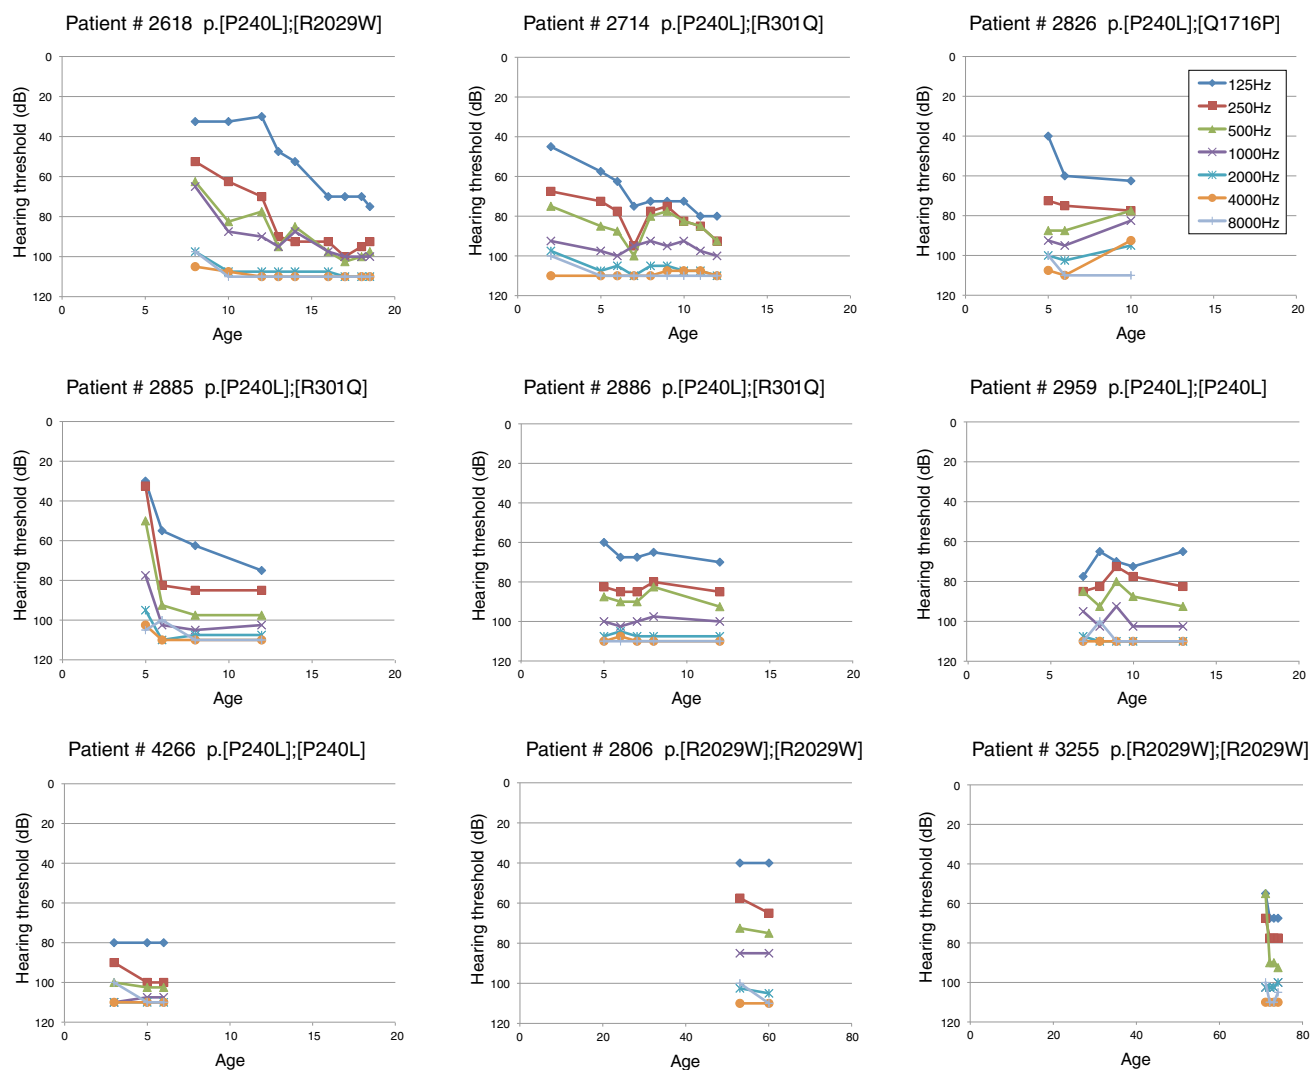 Patient # 2618  p.[P240L];[R2029W]
Hearing threshold (dB)
0
20
40
60
80
100
120
0 5 10 15 20
Age
Patient # 2714  p.[P240L];[R301Q]
Hearing threshold (dB)
0
20
40
60
80
100
120
0 5 10 15 20
Age
Patient # 2826  p.[P240L];[Q1716P]
Hearing threshold (dB)
0
20
40
60
80
100
120
0 5 10 15 20
Age
125Hz
250Hz
500Hz
1000Hz
2000Hz
4000Hz
8000Hz
Patient # 2885  p.[P240L];[R301Q]
Hearing threshold (dB)
0
20
40
60
80
100
120
0 5 10 15 20
Age
Patient # 2886  p.[P240L];[R301Q]
Hearing threshold (dB)
0
20
40
60
80
100
120
0 5 10 15 20
Age
Patient # 2959  p.[P240L];[P240L]
Hearing threshold (dB)
0
20
40
60
80
100
120
0 5 10 15 20
Age
Patient # 4266  p.[P240L];[P240L]
Hearing threshold (dB)
0
20
40
60
80
100
120
0 5 10 15 20
Age
Patient # 2806  p.[R2029W];[R2029W]
Hearing threshold (dB)
0
20
40
60
80
100
120
0 20 40 60 80
Age
Patient # 3255  p.[R2029W];[R2029W]
Hearing threshold (dB)
0
20
40
60
80
100
120
0 20 40 60 80
Age